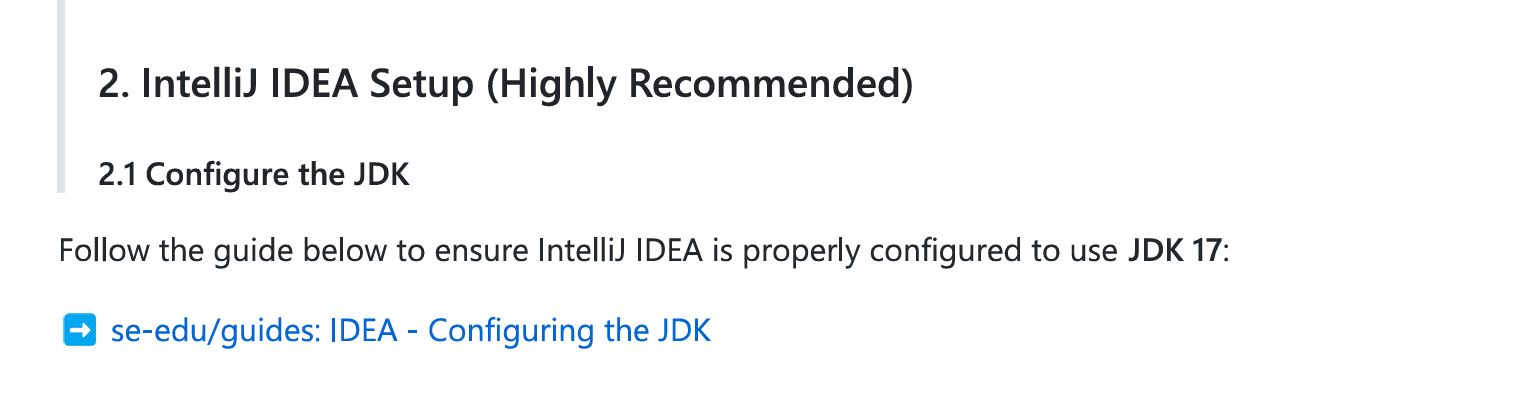 2. IntelliJ IDEA Setup (Highly Recommended)
2.1 Configure the JDK
Follow the guide below to ensure IntelliJ IDEA is properly configured to use JDK 17:
➡️ se-edu/guides: IDEA - Configuring the JDK